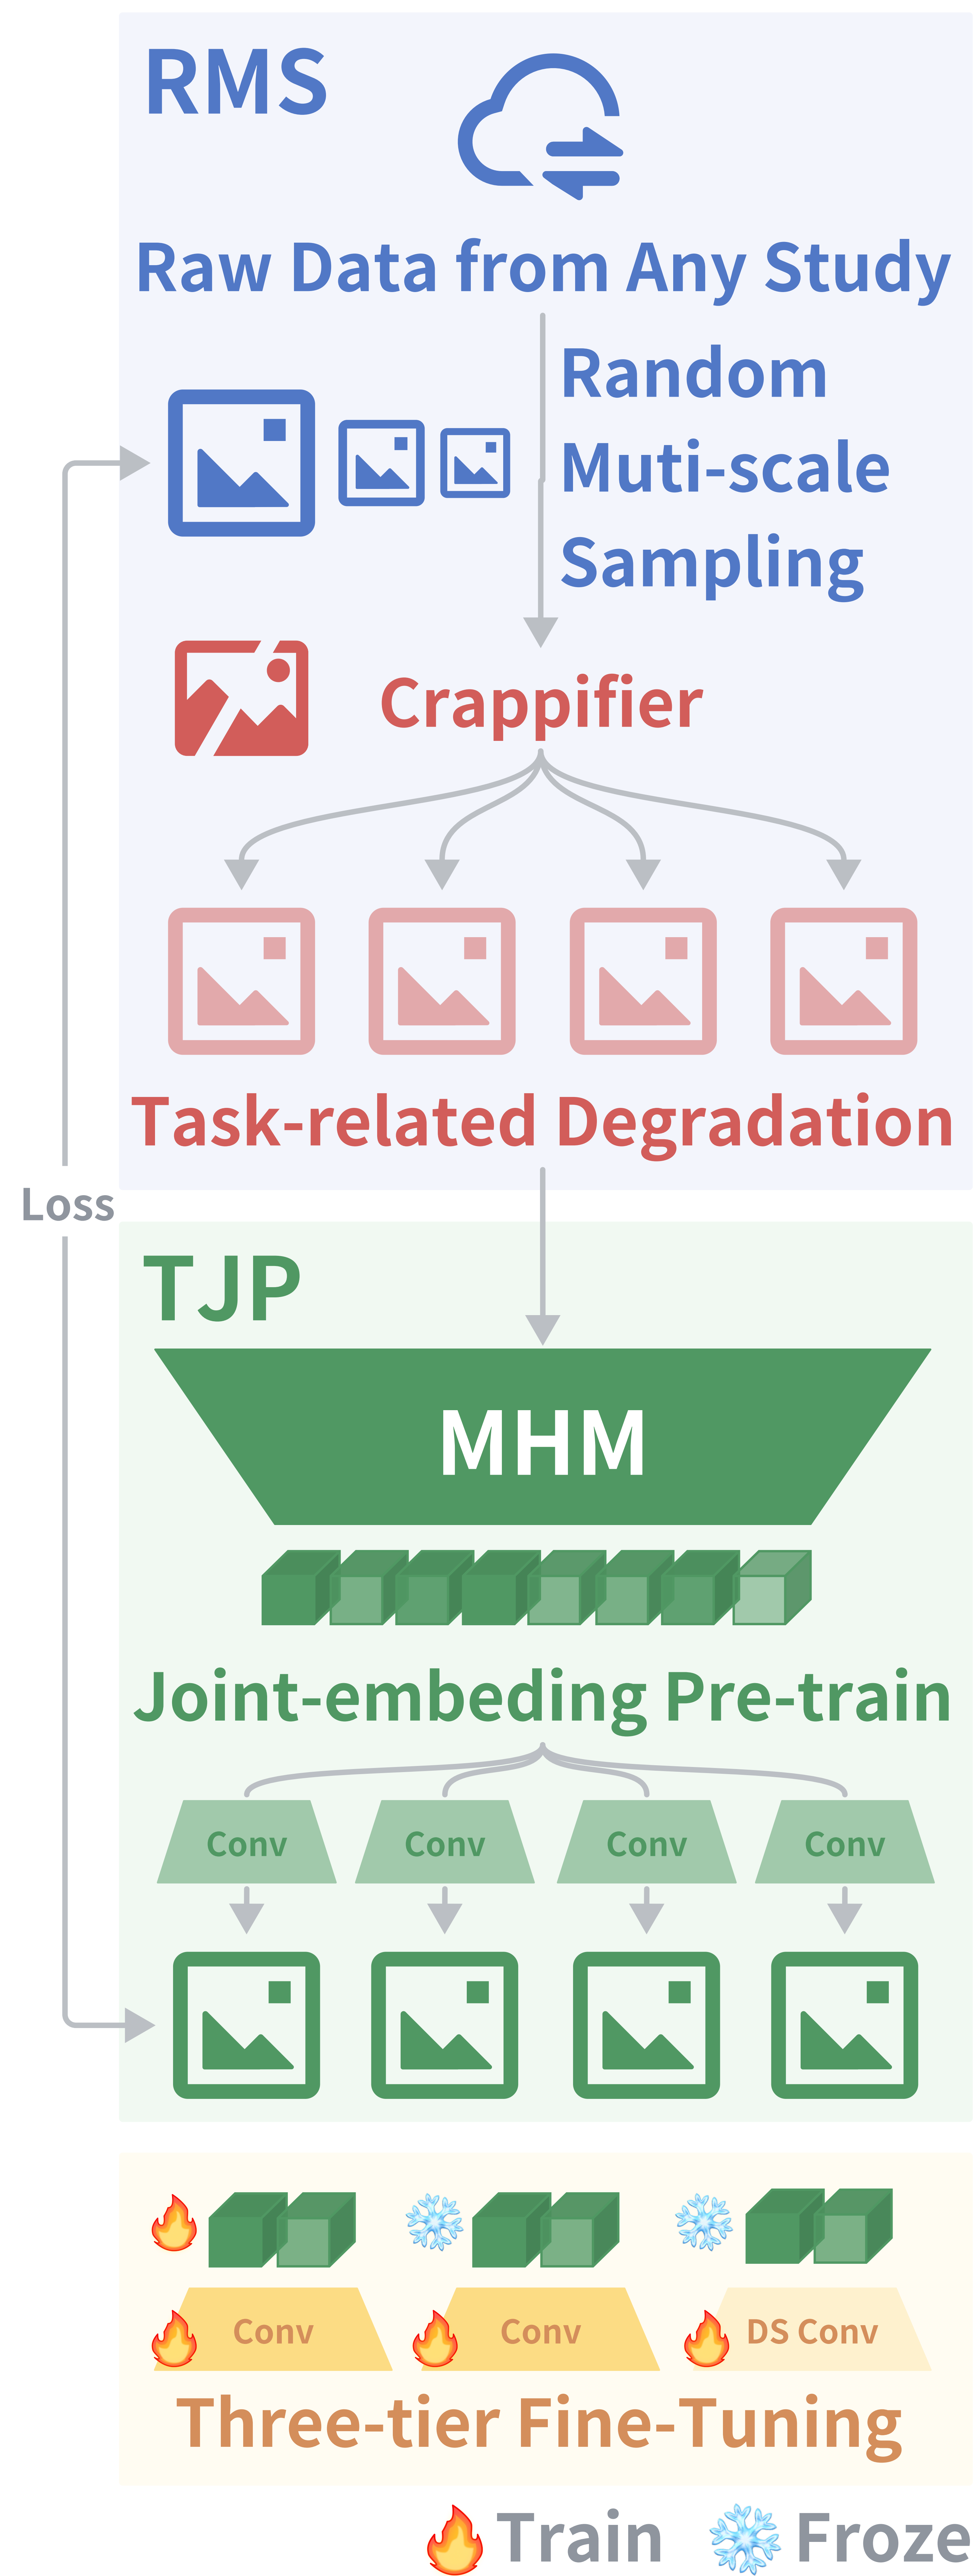 RMS
Raw Data from Any Study
Random
Muti-scale
Sampling
Crappifier
Task-related Degradation
Loss
TJP
MHM
Joint-embeding Pre-train
Conv Conv Conv Conv
Conv Conv DS Conv
Three-tier Fine-Tuning
Train Froze